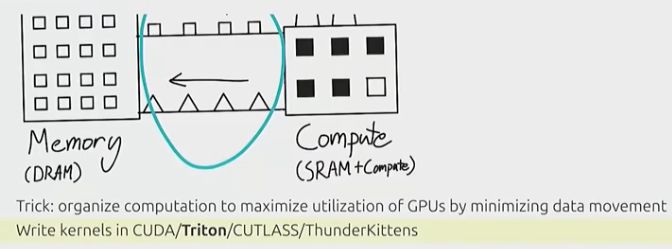 Memory
(DRAM)
Compute
(SRAM+Compute)
Trick: organize computation to maximize utilization of GPUs by minimizing data movement
Write kernels in CUDA/Triton/CUTLASS/ThunderKittens